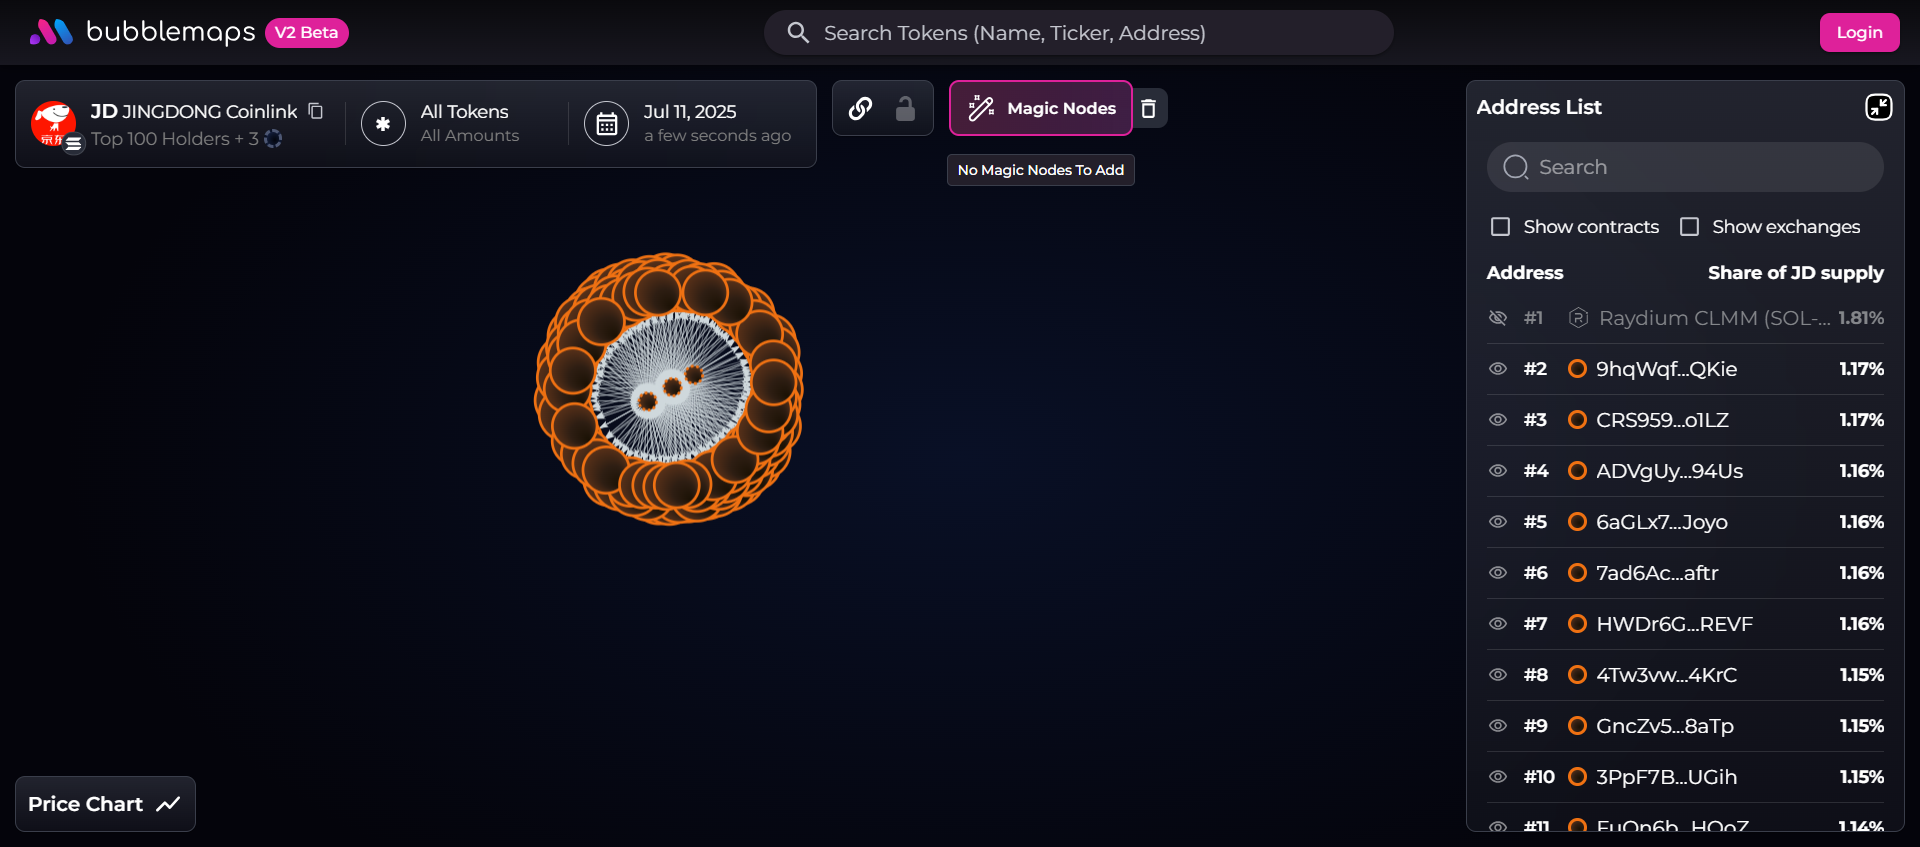 bubblemaps V2 Beta
Search Tokens (Name, Ticker, Address)
Login
京东
JD JINGDONG Coinlink
Top 100 Holders + 3
All Tokens
All Amounts
Jul 11, 2025
a few seconds ago
Magic Nodes
No Magic Nodes To Add
Address List
Search
Show contracts Show exchanges
Address Share of JD supply
#1 Raydium CLMM (SOL-... 1.81%
#2 9hqWqf...QKie 1.17%
#3 CRS959...o1LZ 1.17%
#4 ADVgUy...94Us 1.16%
#5 6aGLx7...Joyo 1.16%
#6 7ad6Ac...aftr 1.16%
#7 HWDr6G...REVF 1.16%
#8 4Tw3vw...4KrC 1.15%
#9 GncZv5...8aTp 1.15%
#10 3PpF7B...UGih 1.15%
#11 1.14%
Price Chart